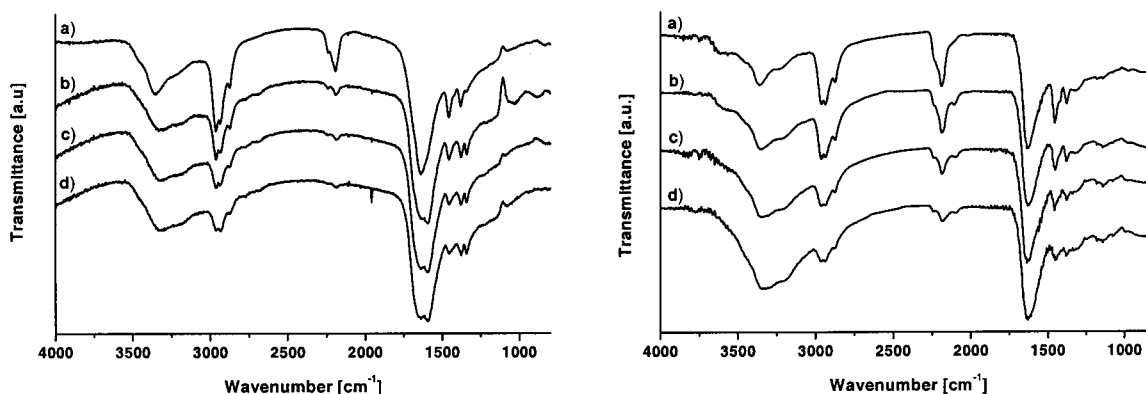 a)
b)
c)
d)
Transmittance [a.u]
4000 3500 3000 2500 2000 1500 1000
Wavenumber [cm⁻¹]
a)
b)
c)
d)
Transmittance [a.u.]
4000 3500 3000 2500 2000 1500 1000
Wavenumber [cm⁻¹]